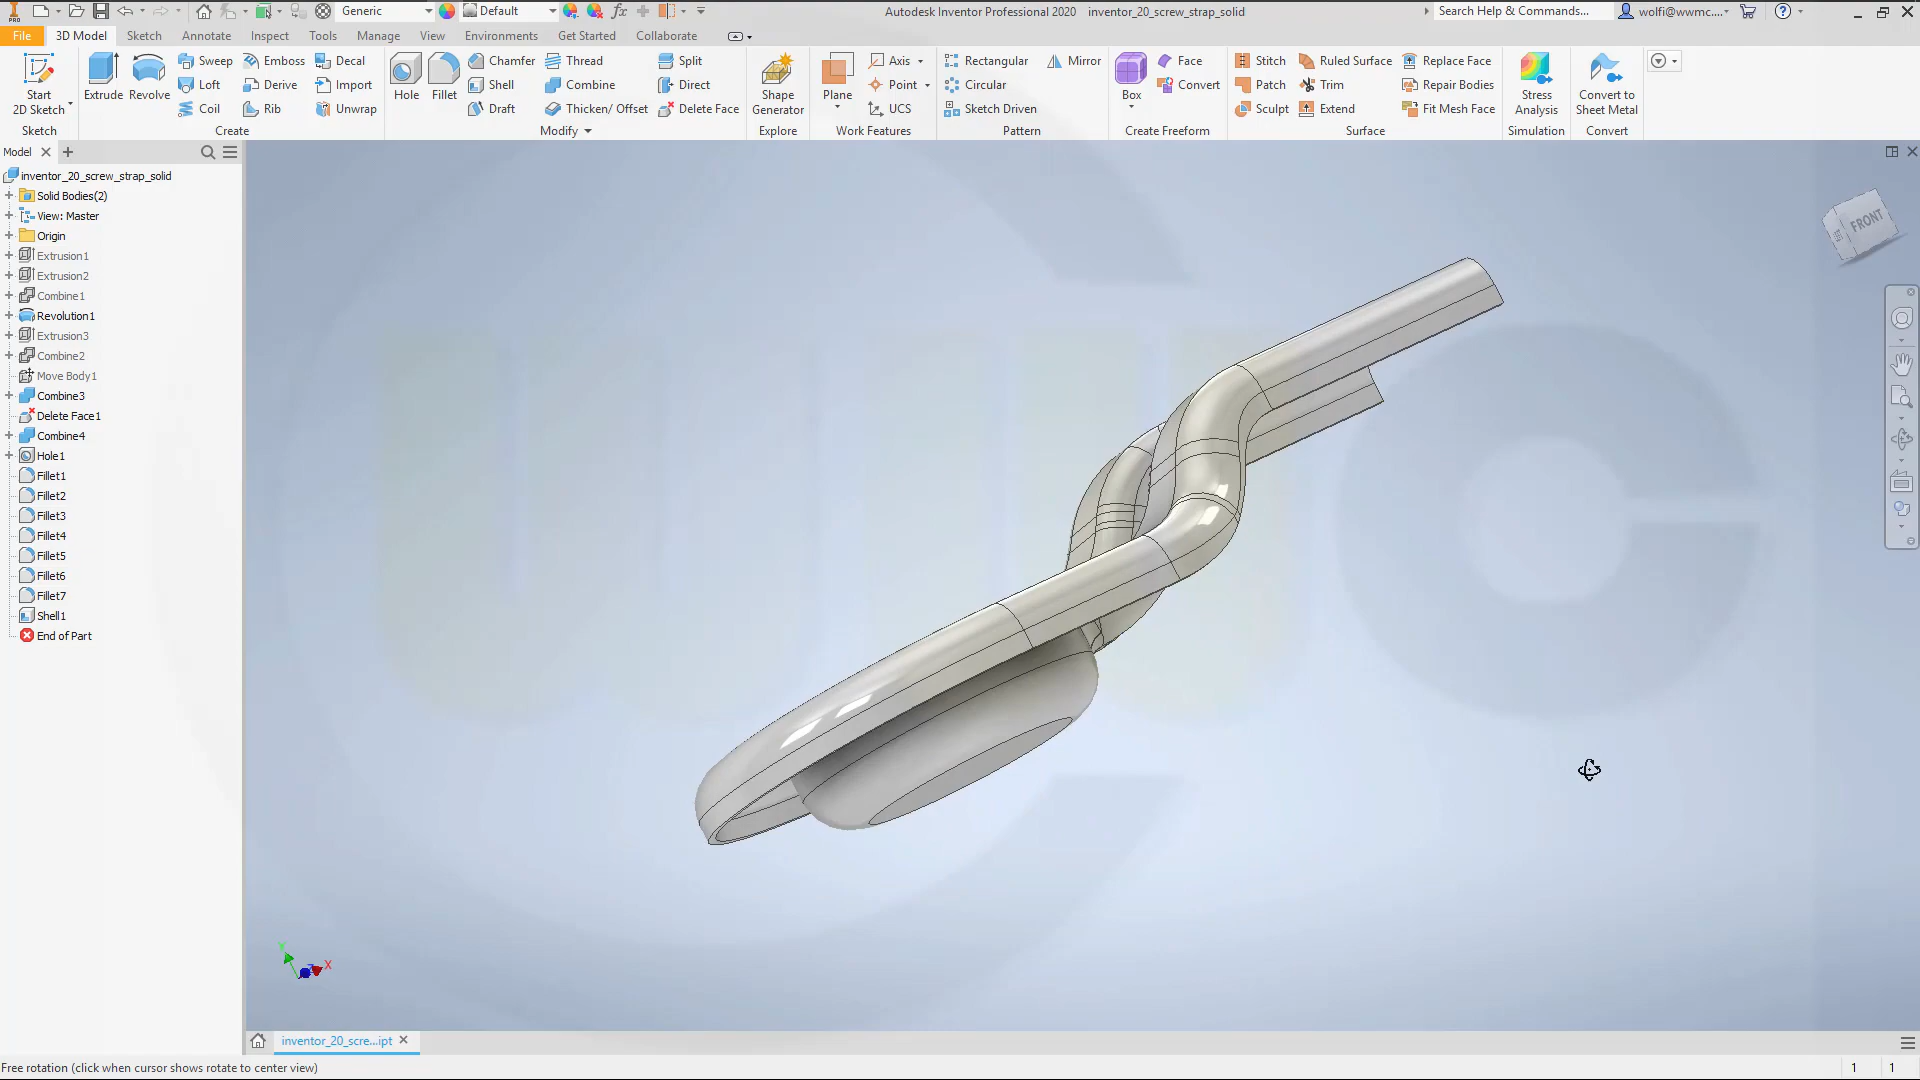 PRO
Generic
Default
Autodesk Inventor Professional 2020 inventor_20_screw_strap_solid
Search Help & Commands...
wolfi@wwmc....
File
3D Model
Sketch
Annotate
Inspect
Tools
Manage
View
Environments
Get Started
Collaborate
Start
2D Sketch
Sketch
Extrude
Revolve
Sweep
Loft
Coil
Emboss
Derive
Rib
Decal
Import
Unwrap
Create
Hole
Fillet
Chamfer
Shell
Draft
Thread
Combine
Thicken/ Offset
Split
Direct
Delete Face
Modify
Shape
Generator
Explore
Plane
Axis
Point
UCS
Work Features
Rectangular
Circular
Sketch Driven
Mirror
Pattern
Box
Face
Convert
Create Freeform
Stitch
Patch
Sculpt
Ruled Surface
Trim
Extend
Replace Face
Repair Bodies
Fit Mesh Face
Surface
Stress
Analysis
Simulation
Convert to
Sheet Metal
Convert
Model
inventor_20_screw_strap_solid
Solid Bodies(2)
View: Master
Origin
Extrusion1
Extrusion2
Combine1
Revolution1
Extrusion3
Combine2
Move Body1
Combine3
Delete Face1
Combine4
Hole1
Fillet1
Fillet2
Fillet3
Fillet4
Fillet5
Fillet6
Fillet7
Shell1
End of Part
FRONT
Y
Z
X
inventor_20_scre...ipt
Free rotation (click when cursor shows rotate to center view)
1
1